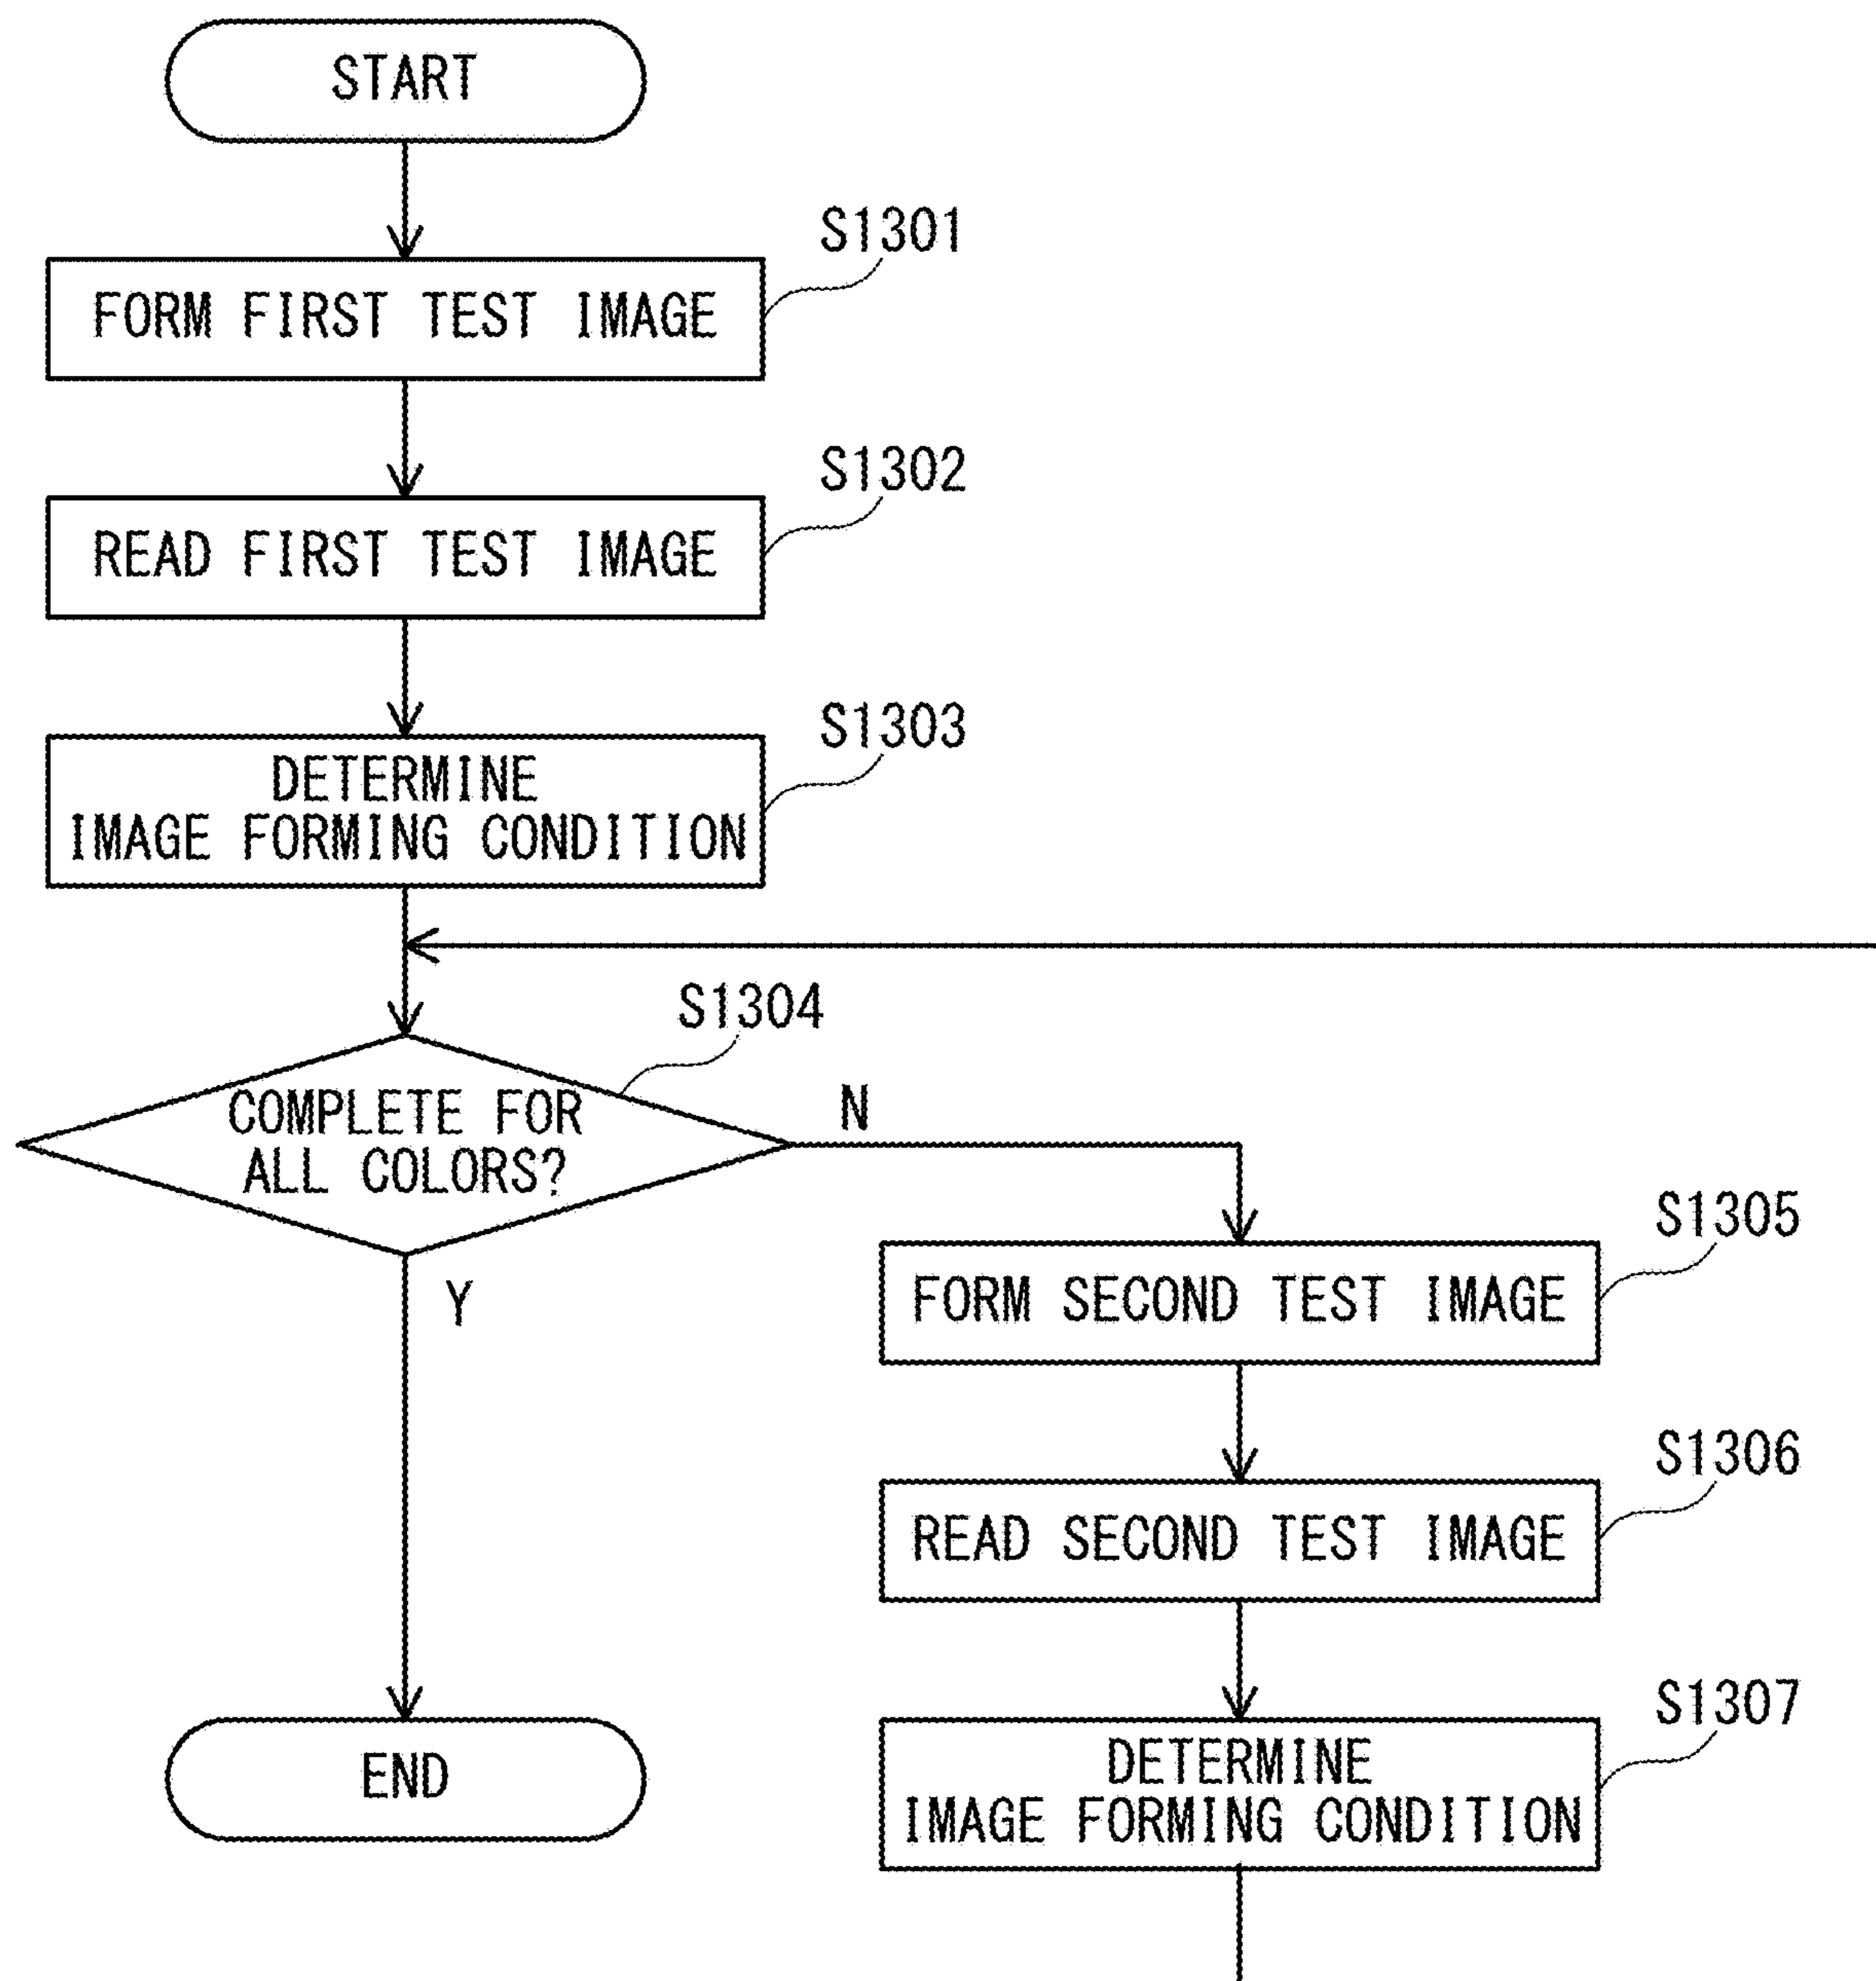 START
S1301
FORM FIRST TEST IMAGE
S1302
READ FIRST TEST IMAGE
S1303
DETERMINE
IMAGE FORMING CONDITION
S1304
COMPLETE FOR
ALL COLORS?
N
Y
S1305
FORM SECOND TEST IMAGE
S1306
READ SECOND TEST IMAGE
S1307
DETERMINE
IMAGE FORMING CONDITION
END